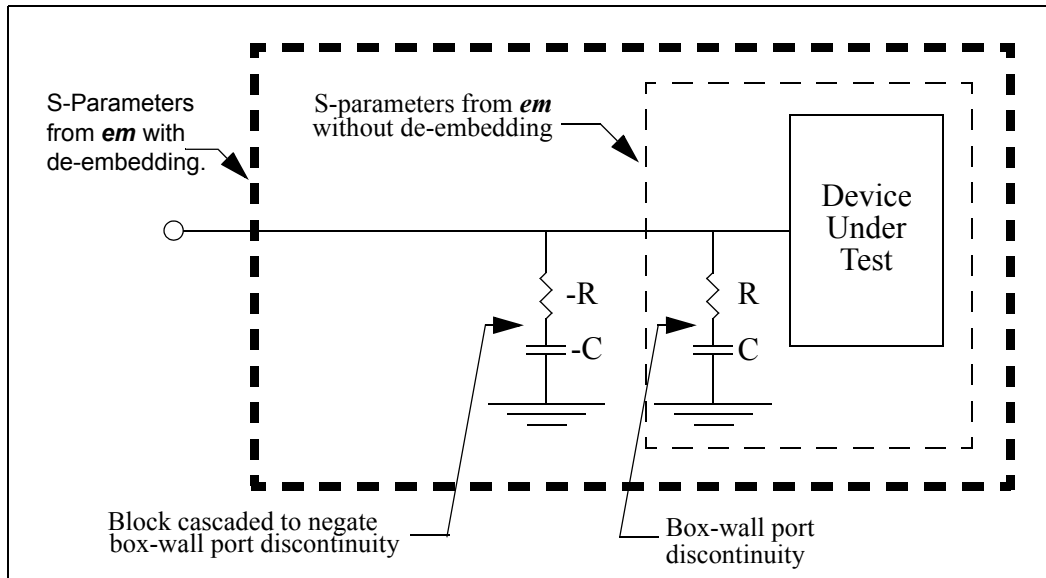 S-Parameters
from em with
de-embedding.
S-parameters from em
without de-embedding
Device
Under
Test
-R
-C
R
C
Block cascaded to negate
box-wall port discontinuity
Box-wall port
discontinuity